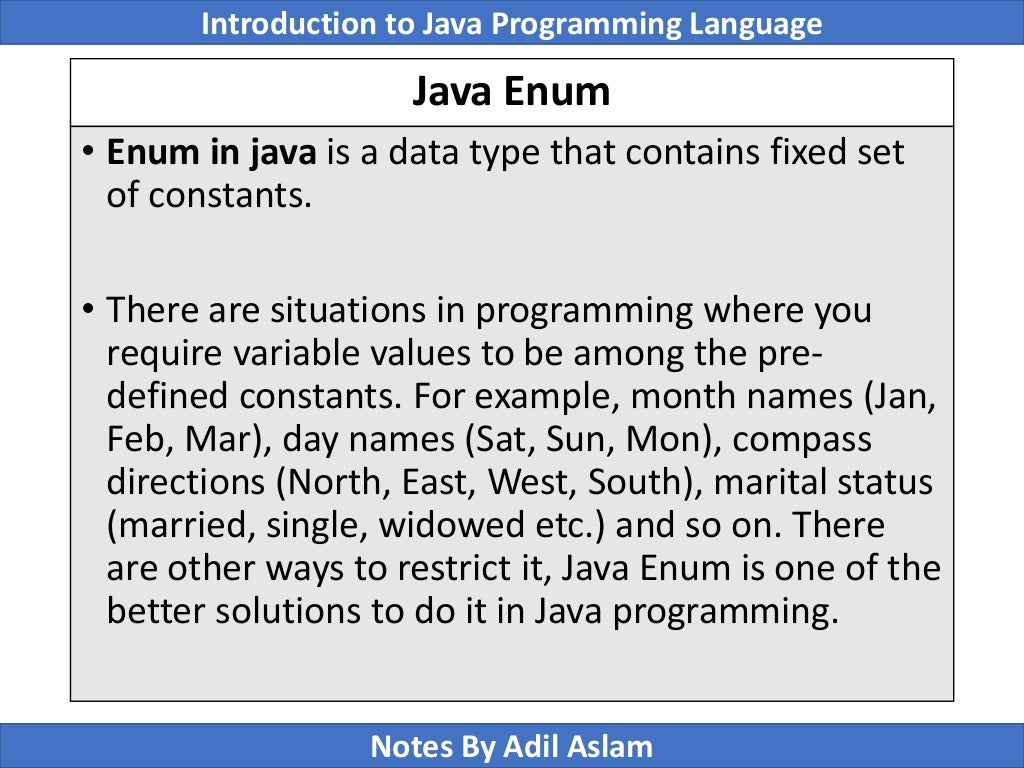 Introduction to Java Programming Language
Java Enum
• Enum in java is a data type that contains fixed set
of constants.
• There are situations in programming where you
require variable values to be among the pre-
defined constants. For example, month names (Jan,
Feb, Mar), day names (Sat, Sun, Mon), compass
directions (North, East, West, South), marital status
(married, single, widowed etc.) and so on. There
are other ways to restrict it, Java Enum is one of the
better solutions to do it in Java programming.
Notes By Adil Aslam